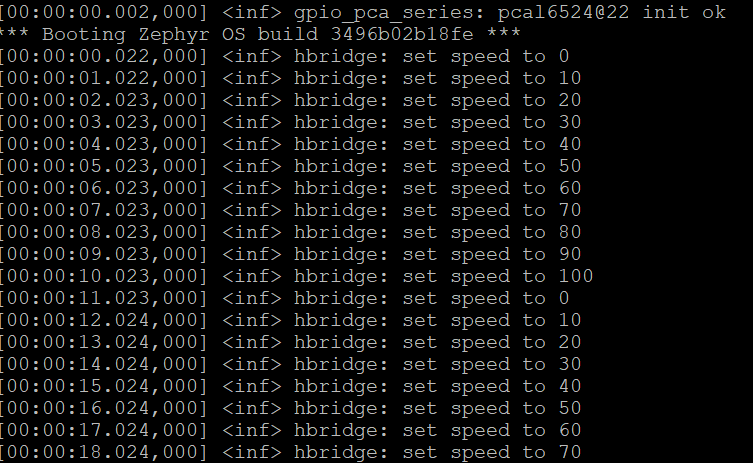 [00:00:00.002,000] <inf> gpio_pca_series: pcal6524@22 init ok
*** Booting Zephyr OS build 3496b02b18fe ***
[00:00:00.022,000] <inf> hbridge: set speed to 0
[00:00:01.022,000] <inf> hbridge: set speed to 10
[00:00:02.023,000] <inf> hbridge: set speed to 20
[00:00:03.023,000] <inf> hbridge: set speed to 30
[00:00:04.023,000] <inf> hbridge: set speed to 40
[00:00:05.023,000] <inf> hbridge: set speed to 50
[00:00:06.023,000] <inf> hbridge: set speed to 60
[00:00:07.023,000] <inf> hbridge: set speed to 70
[00:00:08.023,000] <inf> hbridge: set speed to 80
[00:00:09.023,000] <inf> hbridge: set speed to 90
[00:00:10.023,000] <inf> hbridge: set speed to 100
[00:00:11.023,000] <inf> hbridge: set speed to 0
[00:00:12.024,000] <inf> hbridge: set speed to 10
[00:00:13.024,000] <inf> hbridge: set speed to 20
[00:00:14.024,000] <inf> hbridge: set speed to 30
[00:00:15.024,000] <inf> hbridge: set speed to 40
[00:00:16.024,000] <inf> hbridge: set speed to 50
[00:00:17.024,000] <inf> hbridge: set speed to 60
[00:00:18.024,000] <inf> hbridge: set speed to 70